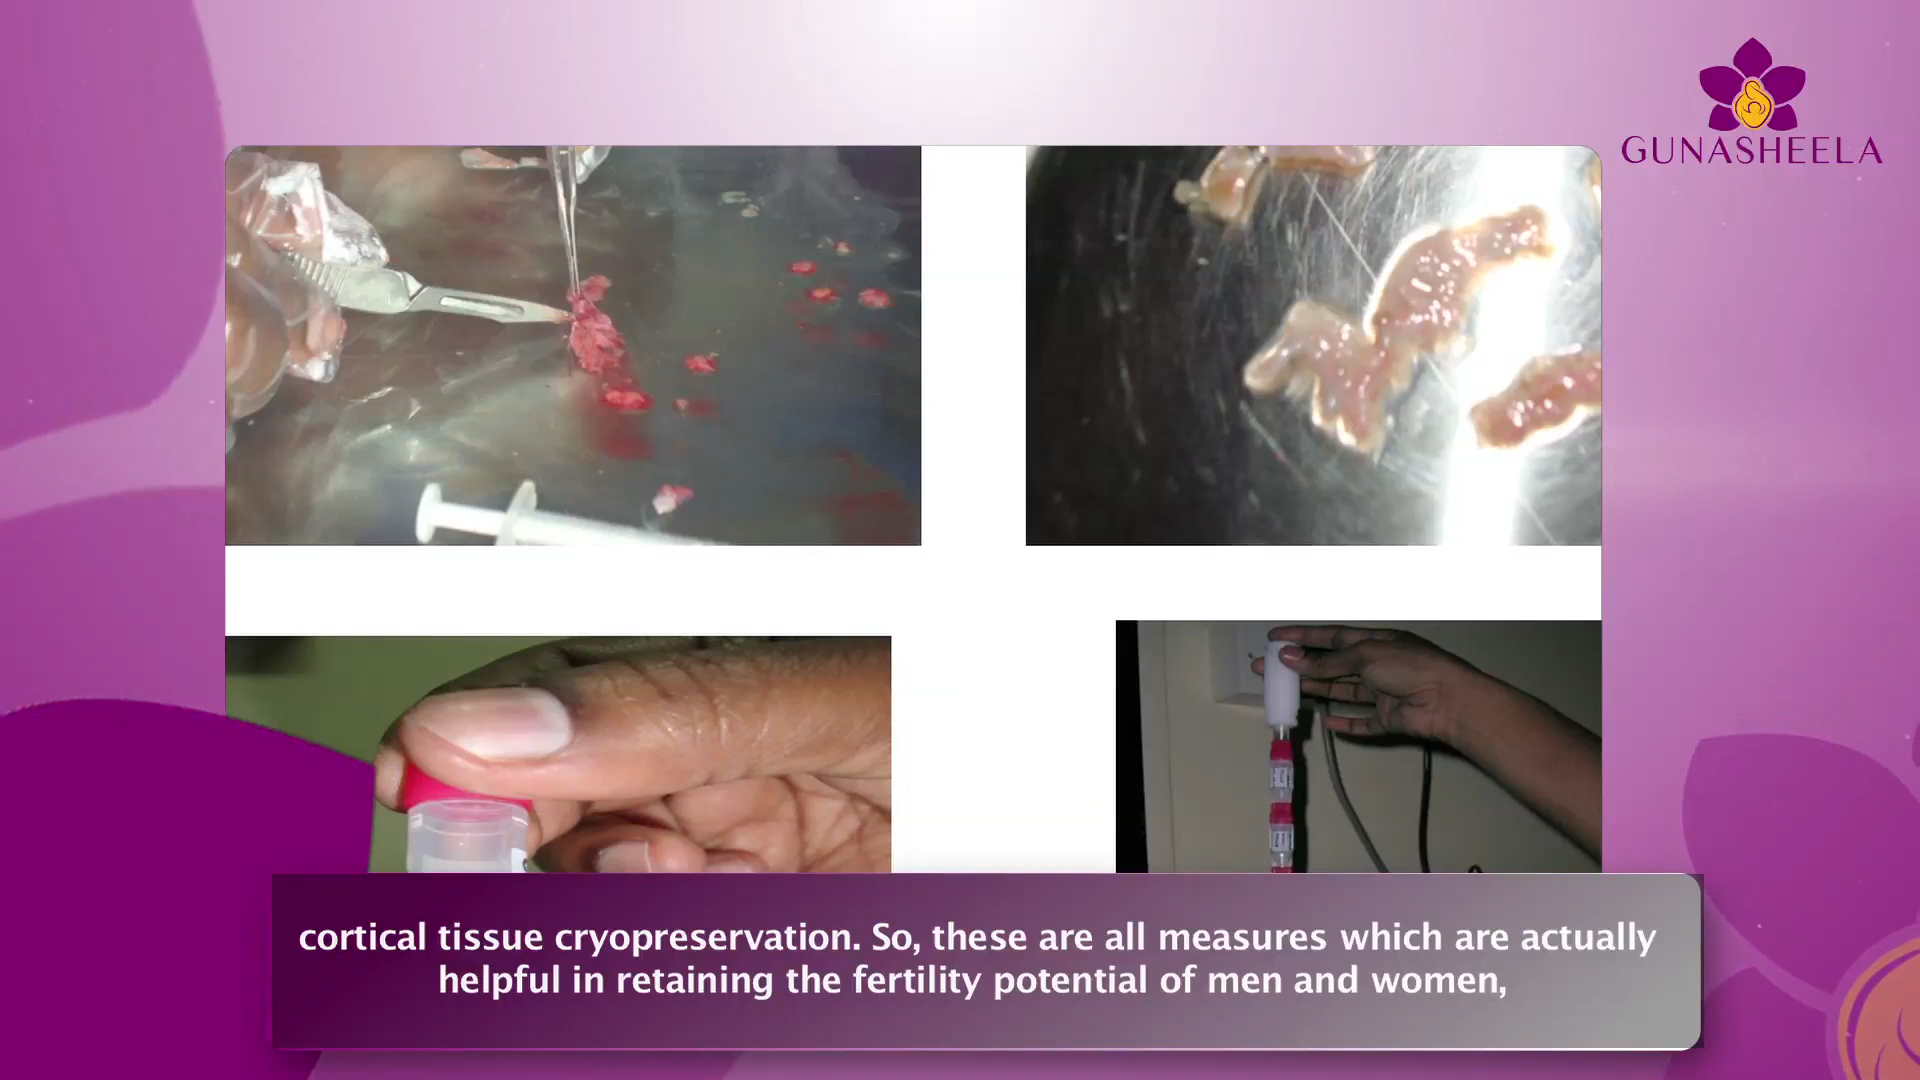 GUNASHEELA
cortical tissue cryopreservation. So, these are all measures which are actually
helpful in retaining the fertility potential of men and women,